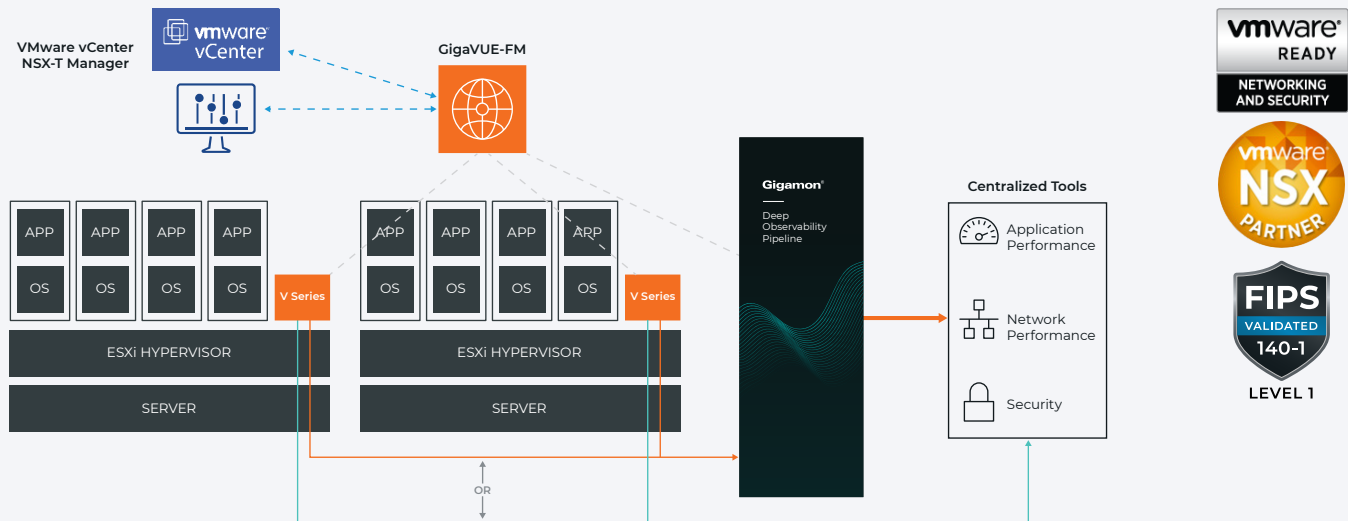 VMware vCenter
NSX-T Manager
vmware®
vCenter
GigaVUE-FM
APP
APP
APP
APP
OS
OS
OS
OS
V Series
ESXi HYPERVISOR
SERVER
APP
APP
APP
APP
OS
OS
OS
OS
V Series
ESXi HYPERVISOR
SERVER
OR
Gigamon®
Deep
Observability
Pipeline
Centralized Tools
Application
Performance
Network
Performance
Security
vmware®
READY
NETWORKING
AND SECURITY
vmware®
NSX
PARTNER
FIPS
VALIDATED
140-1
LEVEL 1